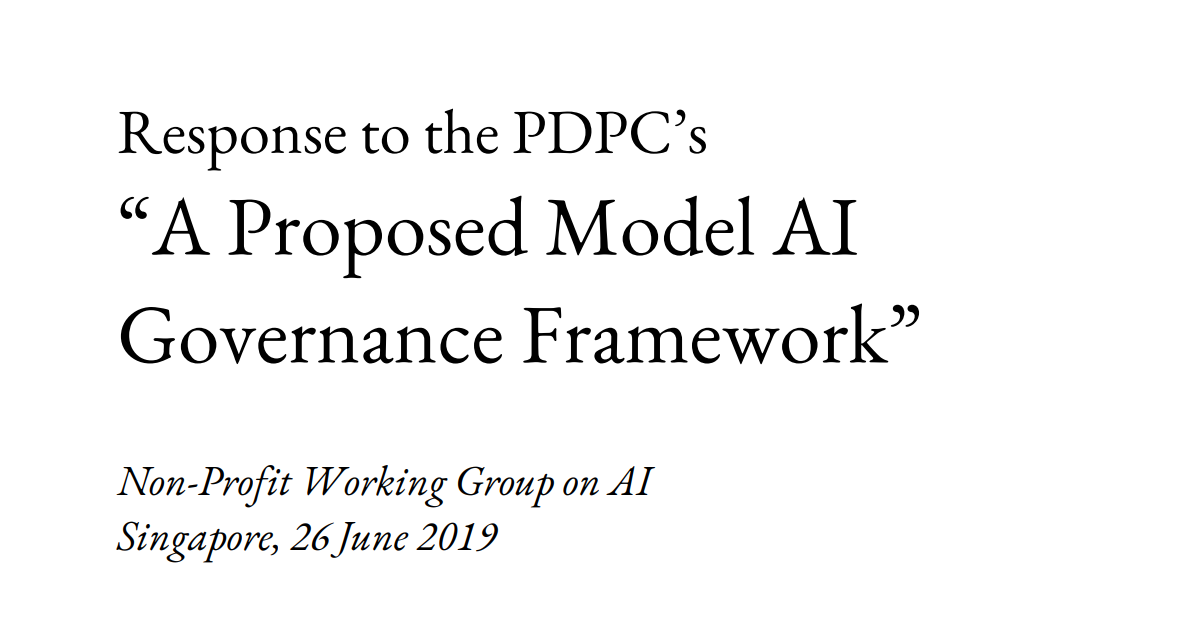 Response to the PDPC’s
“A Proposed Model AI
Governance Framework”
Non-Profit Working Group on AI
Singapore, 26 June 2019